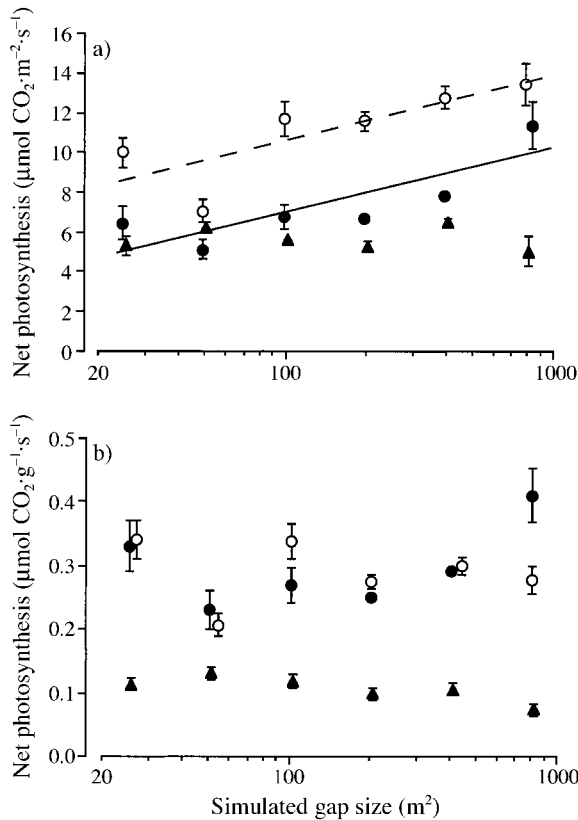 a)
Net photosynthesis (μmol CO₂·m⁻²·s⁻¹)
16
14
12
10
8
6
4
2
0
20 100 1000
b)
Net photosynthesis (μmol CO₂·g⁻¹·s⁻¹)
0.5
0.4
0.3
0.2
0.1
0.0
20 100 1000
Simulated gap size (m²)